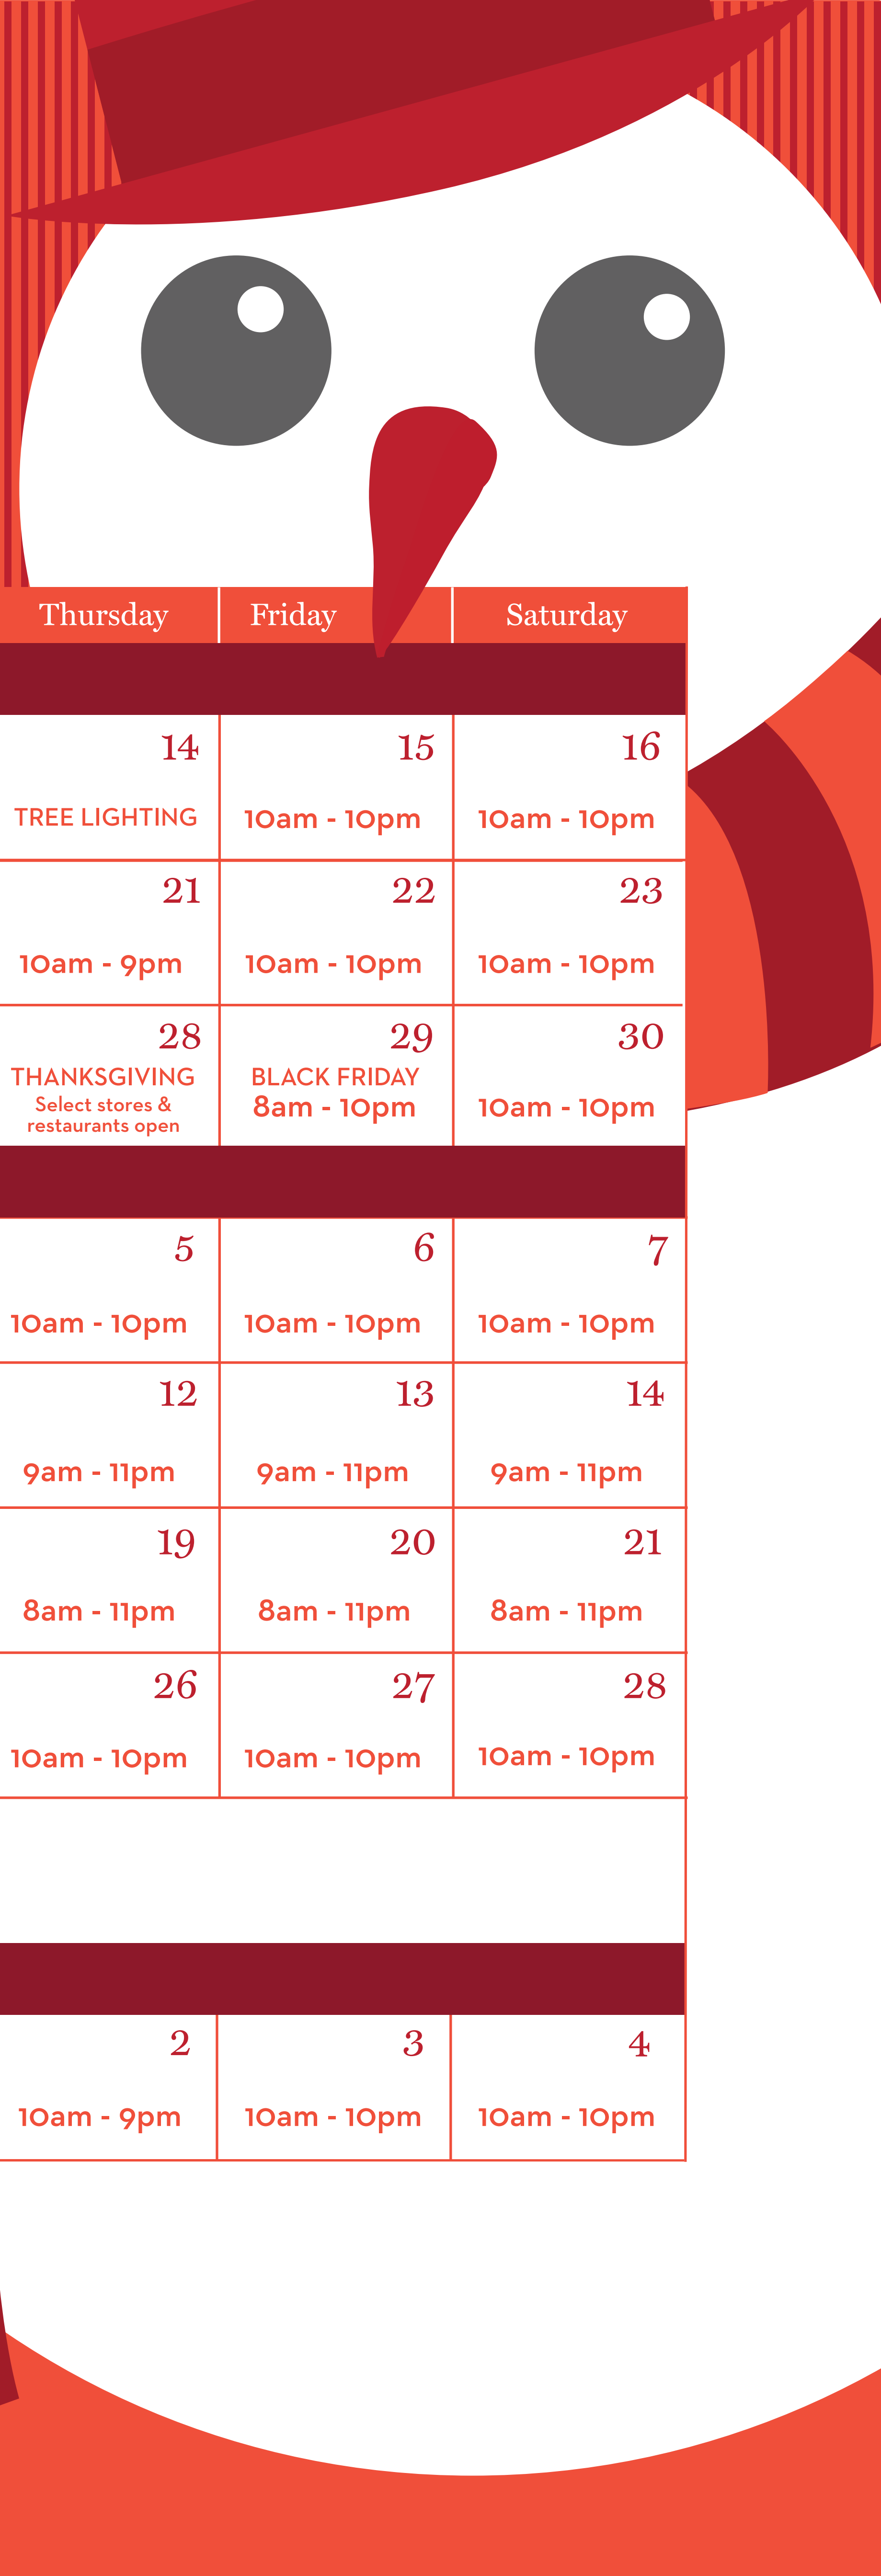 Thursday Friday Saturday
14 15 16
TREE LIGHTING 10am - 10pm 10am - 10pm
21 22 23
10am - 9pm 10am - 10pm 10am - 10pm
28 29 30
THANKSGIVING BLACK FRIDAY
Select stores & 8am - 10pm 10am - 10pm
restaurants open
5 6 7
10am - 10pm 10am - 10pm 10am - 10pm
12 13 14
9am - 11pm 9am - 11pm 9am - 11pm
19 20 21
8am - 11pm 8am - 11pm 8am - 11pm
26 27 28
10am - 10pm 10am - 10pm 10am - 10pm
2 3 4
10am - 9pm 10am - 10pm 10am - 10pm